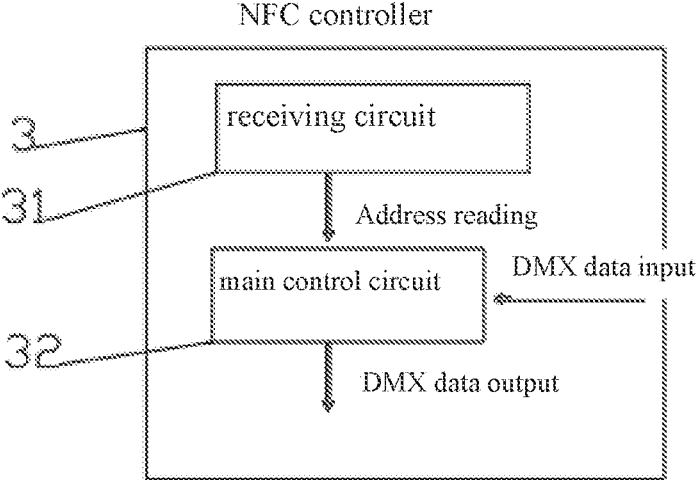 NFC controller
receiving circuit
3
31
Address reading
main control circuit
DMX data input
32
DMX data output